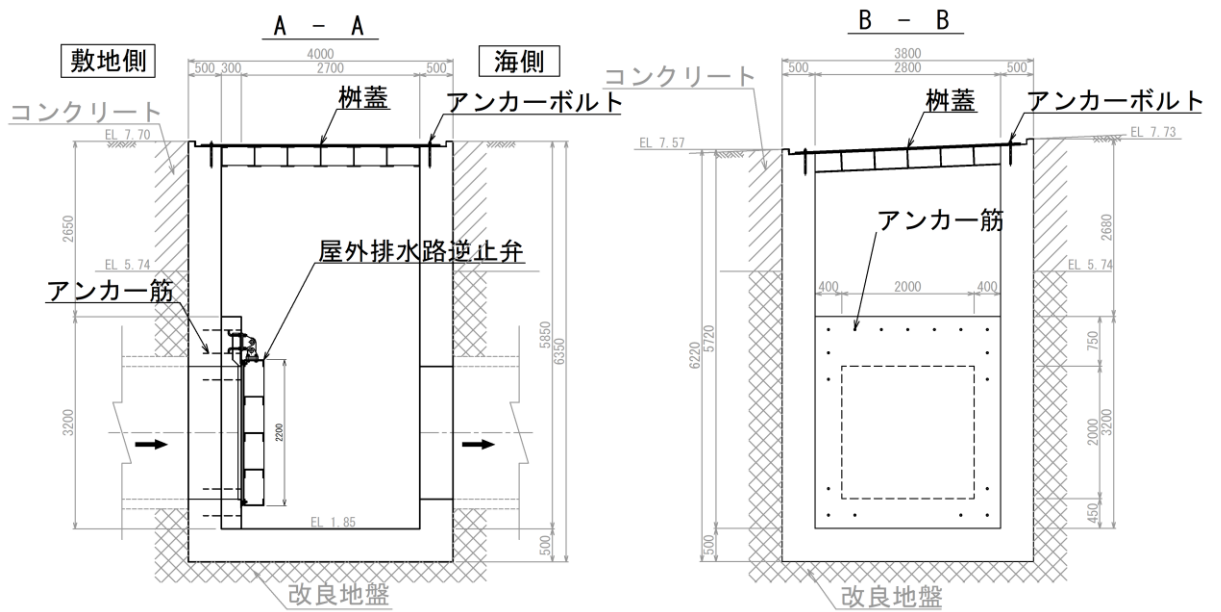 A - A
敷地側
海側
4000
500
300
2700
500
コンクリート
桝蓋
アンカーボルト
EL 7.70
2650
屋外排水路逆止弁
EL 5.74
アンカー筋
5850
6350
3200
2200
EL 1.85
500
改良地盤
B - B
3800
500
2800
500
コンクリート
桝蓋
アンカーボルト
EL 7.57
EL 7.73
アンカー筋
2680
EL 5.74
400
2000
400
6220
5720
750
2000
3200
450
500
改良地盤